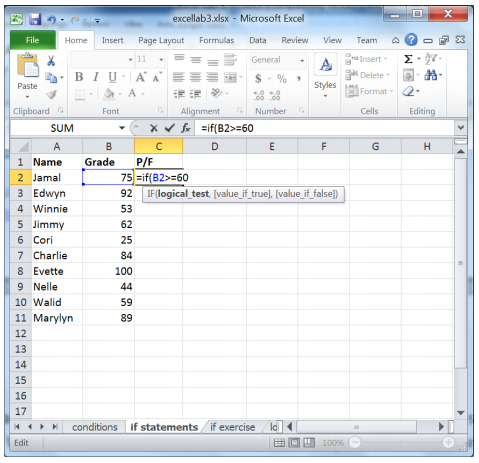 excellab3.xlsx - Microsoft Excel
File Home Insert Page Layout Formulas Data Review View Team
Paste
Clipboard
11
B I U A A
A
Font
Alignment
General
$ % ,
.0 .00 .00 .0
Number
A
Styles
Insert
Delete
Format
Cells
Σ
Editing
SUM fx =if(B2>=60
A B C D E F G H
1 Name Grade P/F
2 Jamal 75 =if(B2>=60
IF(logical_test, [value_if_true], [value_if_false])
3 Edwyn 92
4 Winnie 53
5 Jimmy 62
6 Cori 25
7 Charlie 84
8 Evette 100
9 Nelle 44
10 Walid 59
11 Marylyn 89
12
13
14
15
16
17
conditions if statements if exercise
Edit 100%